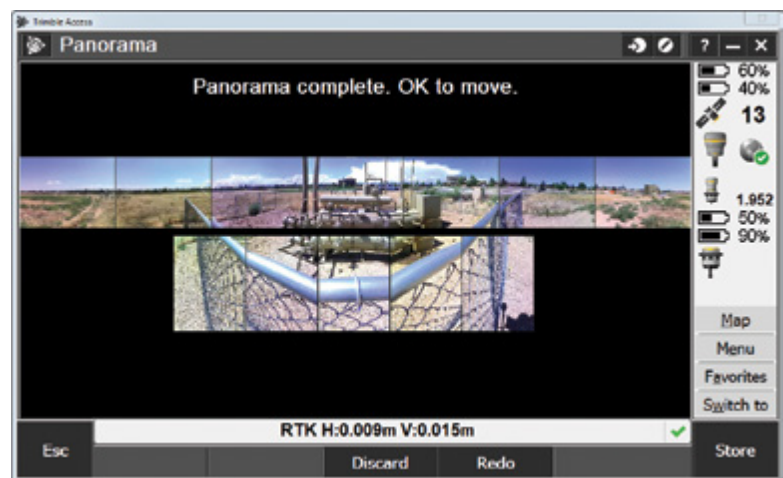 Trimble Access
Panorama
?
Panorama complete. OK to move.
60%
40%
13
1.952
50%
90%
Map
Menu
Favorites
Switch to
RTK H:0.009m V:0.015m
Esc
Discard
Redo
Store